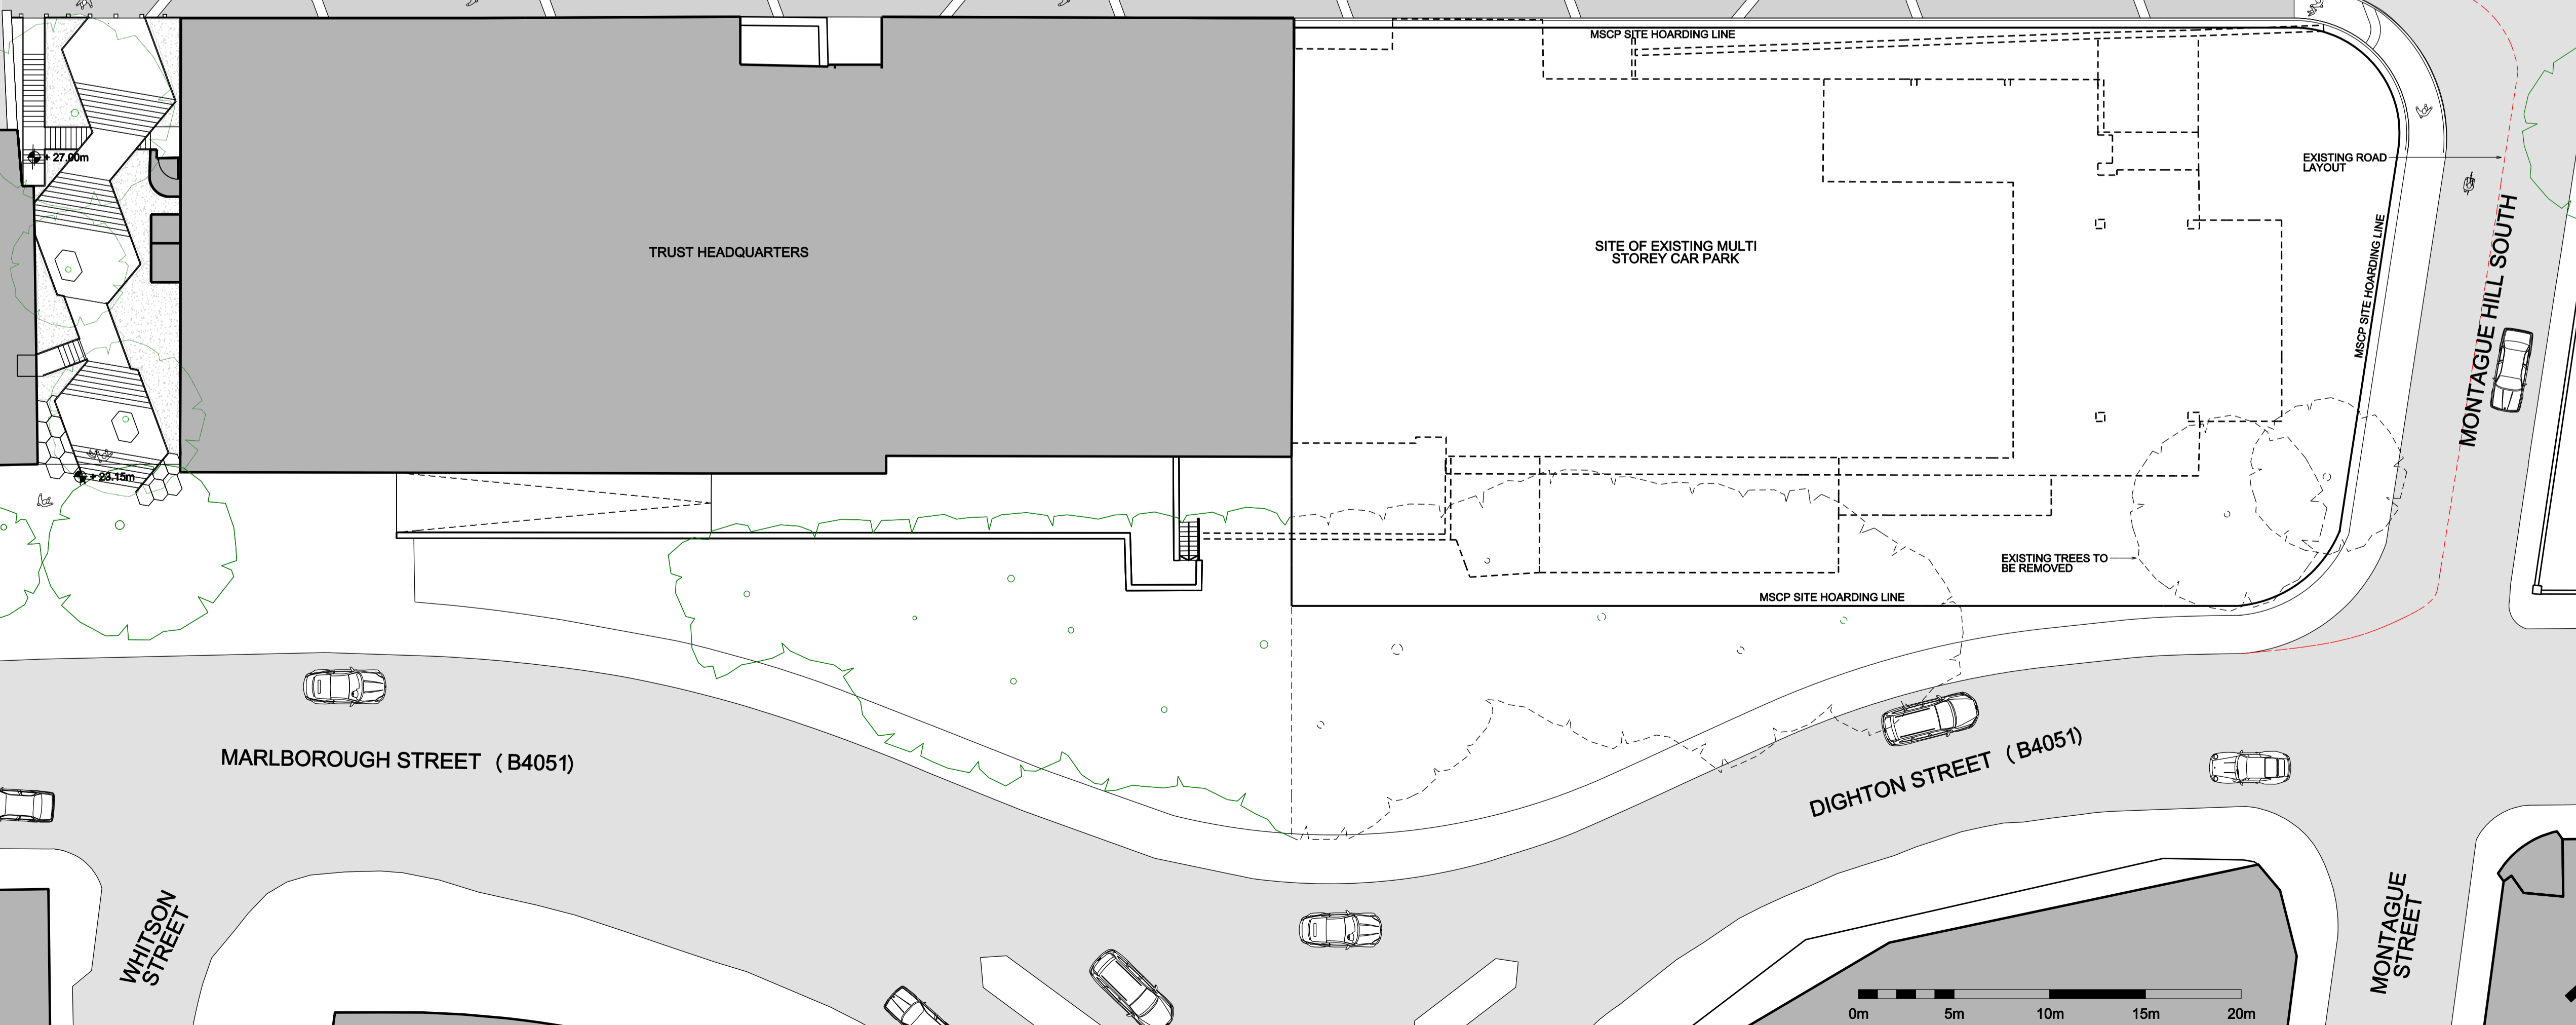 MSCP SITE HOARDING LINE
+ 27.00m
EXISTING ROAD
LAYOUT
TRUST HEADQUARTERS
SITE OF EXISTING MULTI
STOREY CAR PARK
MSCP SITE HOARDING LINE
MONTAGUE HILL SOUTH
+ 23.15m
EXISTING TREES TO
BE REMOVED
MSCP SITE HOARDING LINE
MARLBOROUGH STREET ( B4051)
DIGHTON STREET ( B4051)
WHITSON
STREET
MONTAGUE
STREET
0m 5m 10m 15m 20m